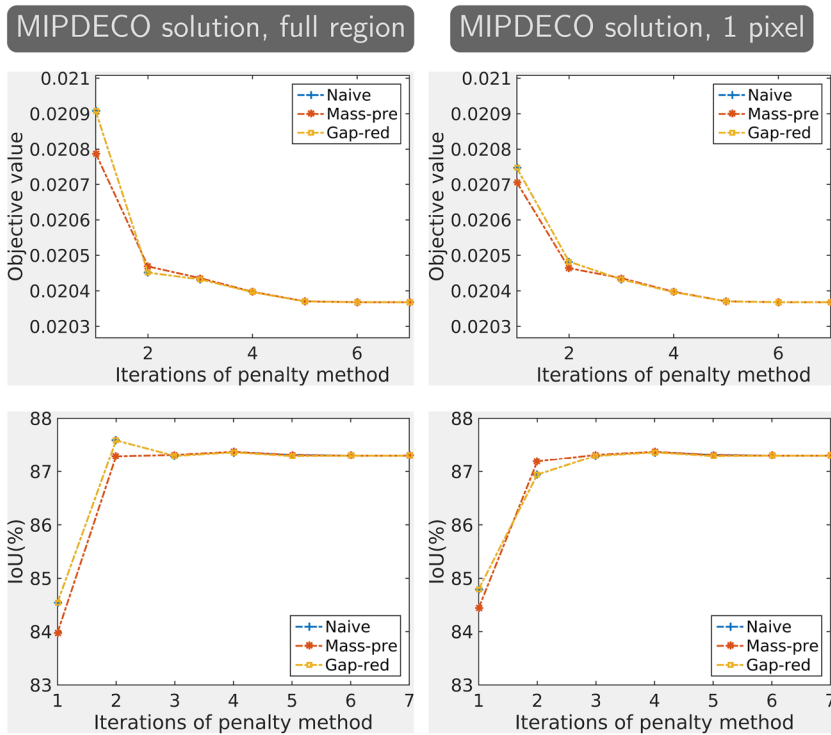 MIPDECO solution, full region
MIPDECO solution, 1 pixel
0.021
0.0209
0.0208
0.0207
0.0206
0.0205
0.0204
0.0203
Objective value
Naive
Mass-pre
Gap-red
2
4
6
Iterations of penalty method
0.021
0.0209
0.0208
0.0207
0.0206
0.0205
0.0204
0.0203
Objective value
Naive
Mass-pre
Gap-red
2
4
6
Iterations of penalty method
88
87
86
85
84
83
IoU(%)
Naive
Mass-pre
Gap-red
1 2 3 4 5 6 7
Iterations of penalty method
88
87
86
85
84
83
IoU(%)
Naive
Mass-pre
Gap-red
1 2 3 4 5 6 7
Iterations of penalty method